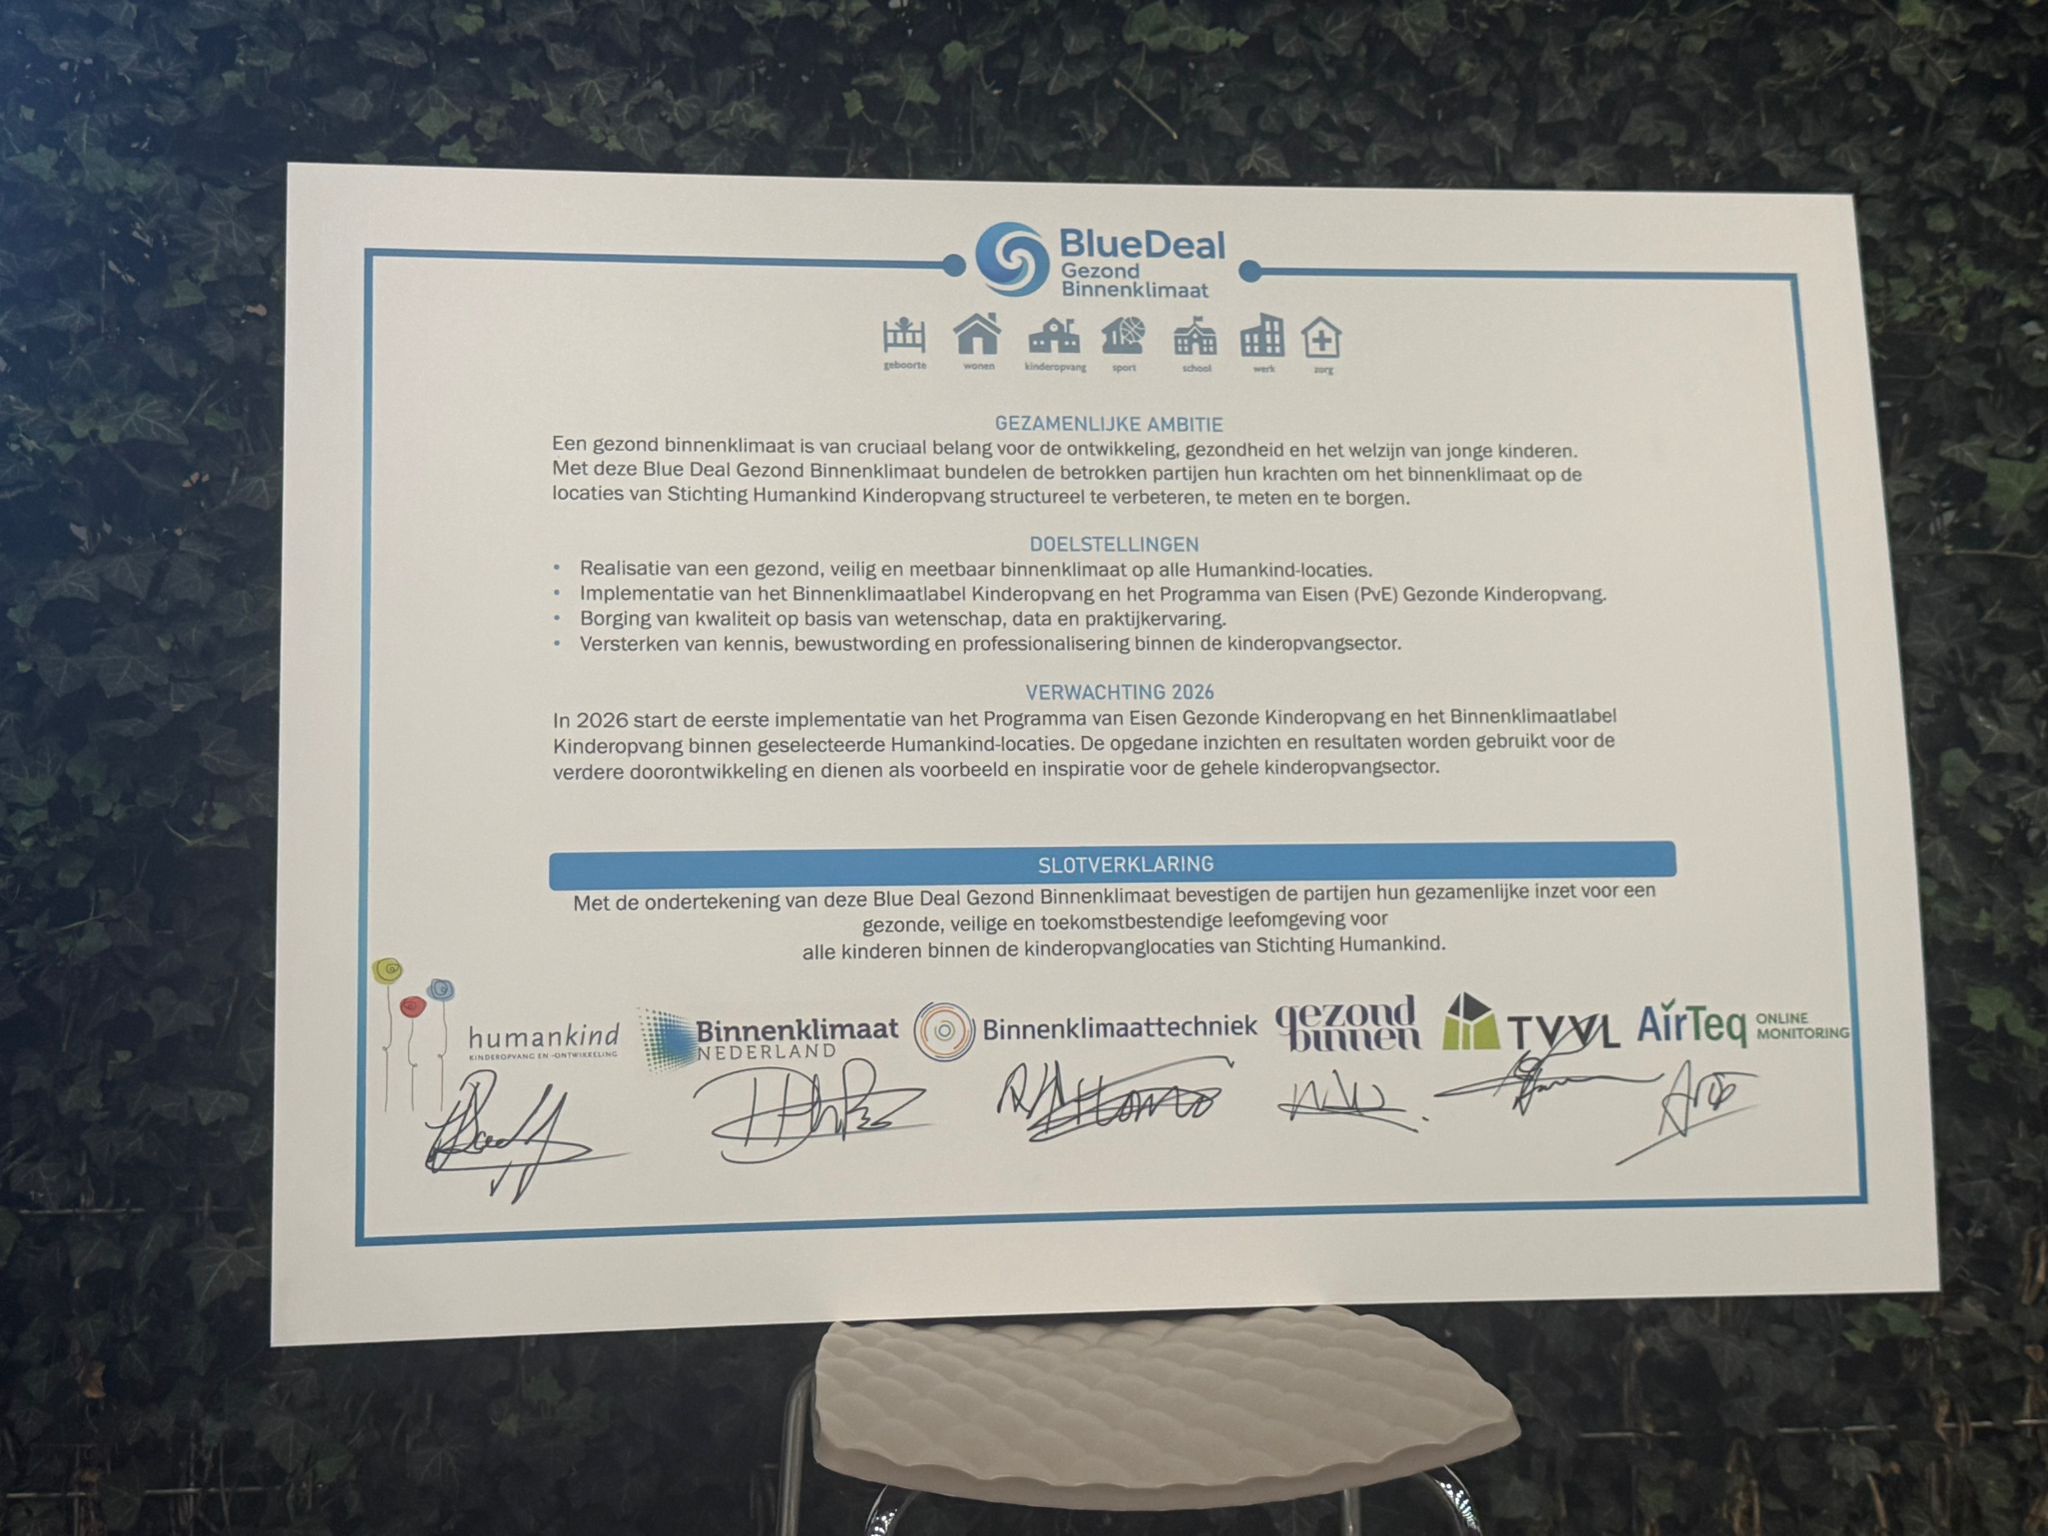 BlueDeal
Gezond
Binnenklimaat
geboorte wonen kinderopvang sport school werk zorg
GEZAMENLIJKE AMBITIE
Een gezond binnenklimaat is van cruciaal belang voor de ontwikkeling, gezondheid en het welzijn van jonge kinderen.
Met deze Blue Deal Gezond Binnenklimaat bundelen de betrokken partijen hun krachten om het binnenklimaat op de
locaties van Stichting Humankind Kinderopvang structureel te verbeteren, te meten en te borgen.
DOELSTELLINGEN
• Realisatie van een gezond, veilig en meetbaar binnenklimaat op alle Humankind-locaties.
• Implementatie van het Binnenklimaatlabel Kinderopvang en het Programma van Eisen (PvE) Gezonde Kinderopvang.
• Borging van kwaliteit op basis van wetenschap, data en praktijkervaring.
• Versterken van kennis, bewustwording en professionalisering binnen de kinderopvangsector.
VERWACHTING 2026
In 2026 start de eerste implementatie van het Programma van Eisen Gezonde Kinderopvang en het Binnenklimaatlabel
Kinderopvang binnen geselecteerde Humankind-locaties. De opgedane inzichten en resultaten worden gebruikt voor de
verdere doorontwikkeling en dienen als voorbeeld en inspiratie voor de gehele kinderopvangsector.
SLOTVERKLARING
Met de ondertekening van deze Blue Deal Gezond Binnenklimaat bevestigen de partijen hun gezamenlijke inzet voor een
gezonde, veilige en toekomstbestendige leefomgeving voor
alle kinderen binnen de kinderopvanglocaties van Stichting Humankind.
humankind
KINDEROPVANG EN -ONTWIKKELING
Binnenklimaat
NEDERLAND
Binnenklimaattechniek
gezond
binnen
TVVL
AirTeq
ONLINE
MONITORING